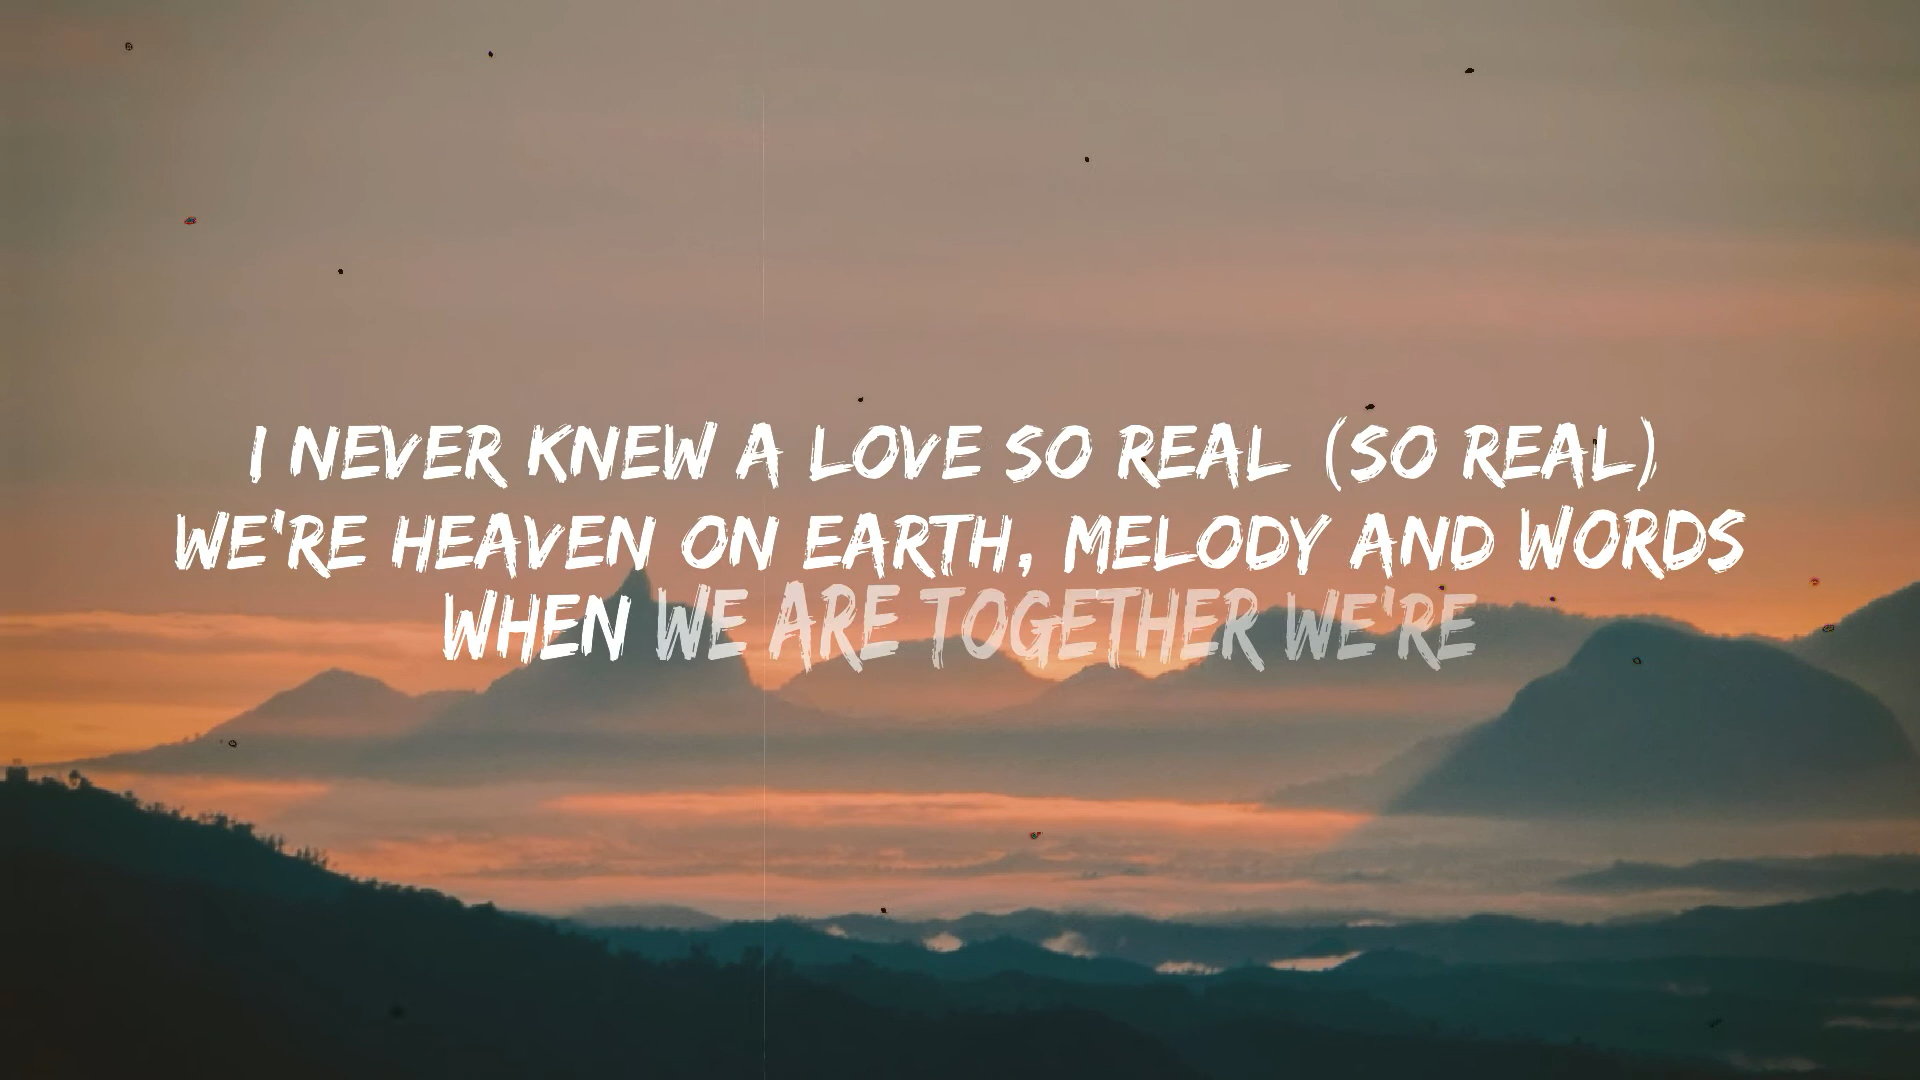 I NEVER KNEW A LOVE SO REAL (SO REAL)
WE'RE HEAVEN ON EARTH, MELODY AND WORDS
WHEN WE ARE TOGETHER WE'RE